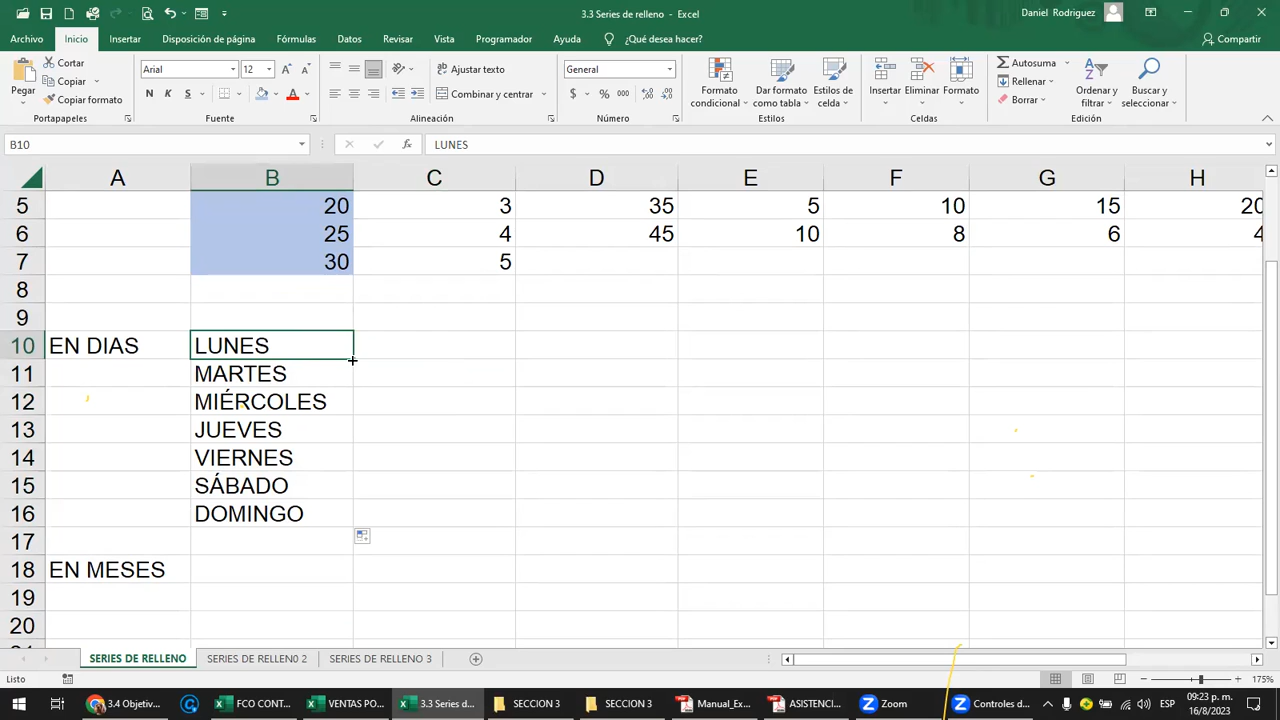 3.3 Series de relleno - Excel
Daniel Rodriguez
Archivo Inicio Insertar Disposición de página Fórmulas Datos Revisar Vista Programador Ayuda ¿Qué desea hacer? Compartir
Pegar Cortar Copiar Copiar formato
Portapapeles
Arial 12
N K S
Fuente
Ajustar texto
Combinar y centrar
Alineación
General
$ % 000
Número
Formato condicional Dar formato como tabla Estilos de celda
Estilos
Insertar Eliminar Formato
Celdas
Autosuma Rellenar Borrar
Ordenar y filtrar Buscar y seleccionar
Edición
B10 fx LUNES
A B C D E F G H
5 20 3 35 5 10 15 20
6 25 4 45 10 8 6 4
7 30 5
8
9
10 EN DIAS LUNES
11 MARTES
12 MIÉRCOLES
13 JUEVES
14 VIERNES
15 SÁBADO
16 DOMINGO
17
18 EN MESES
19
20
SERIES DE RELLENO SERIES DE RELLEN0 2 SERIES DE RELLENO 3
Listo 175%
3.4 Objetiv... FCO CONT... VENTAS PO... 3.3 Series d... SECCION 3 SECCION 3 Manual_Ex... ASISTENCI... Zoom Controles d... ESP 09:23 p. m.
16/8/2023